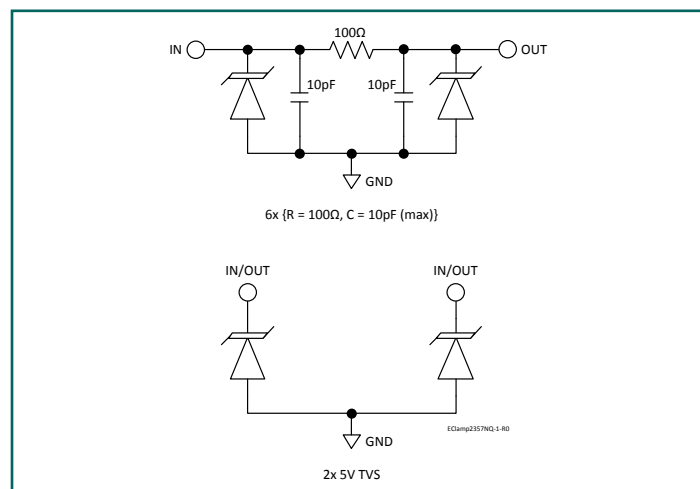 100Ω
IN
OUT
10pF
10pF
GND
6x {R = 100Ω, C = 10pF (max)}
IN/OUT
IN/OUT
EClamp2357NQ-1-R0
GND
2x 5V TVS